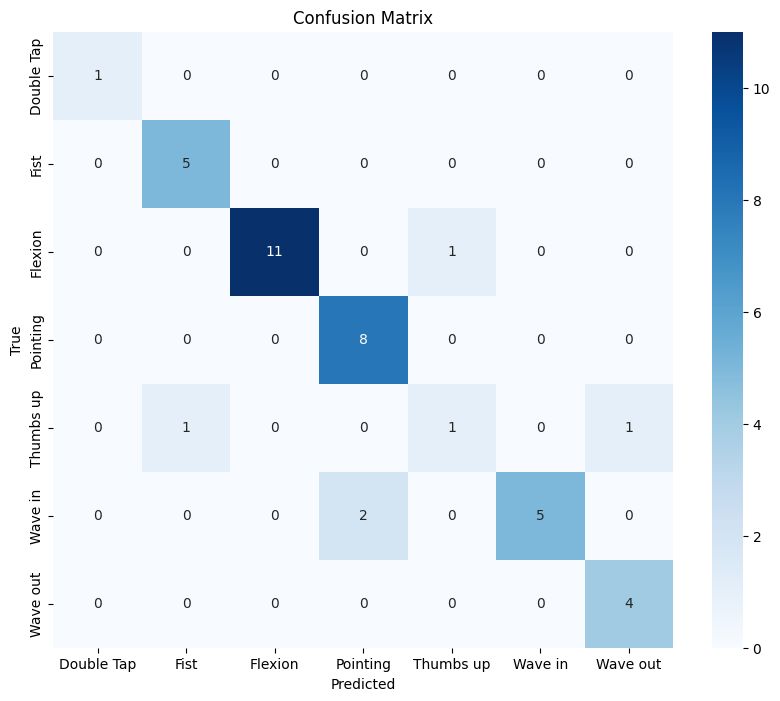 Confusion Matrix
True
Double Tap 1 0 0 0 0 0 0
Fist 0 5 0 0 0 0 0
Flexion 0 0 11 0 1 0 0
Pointing 0 0 0 8 0 0 0
Thumbs up 0 1 0 0 1 0 1
Wave in 0 0 0 2 0 5 0
Wave out 0 0 0 0 0 0 4
Double Tap Fist Flexion Pointing Thumbs up Wave in Wave out
Predicted
10
8
6
4
2
0